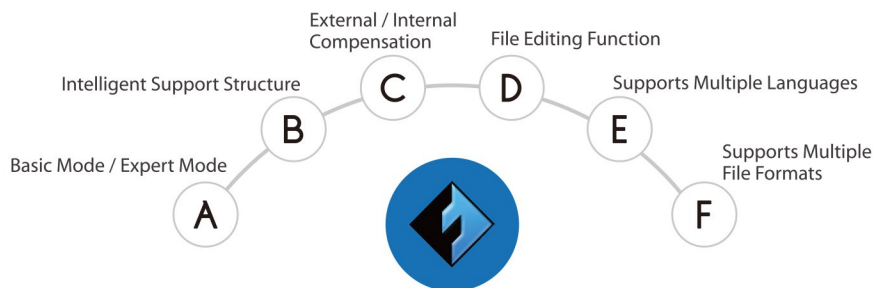 External / Internal
Compensation
File Editing Function
Intelligent Support Structure
C
D
Supports Multiple Languages
B
E
Basic Mode / Expert Mode
Supports Multiple
File Formats
A
F